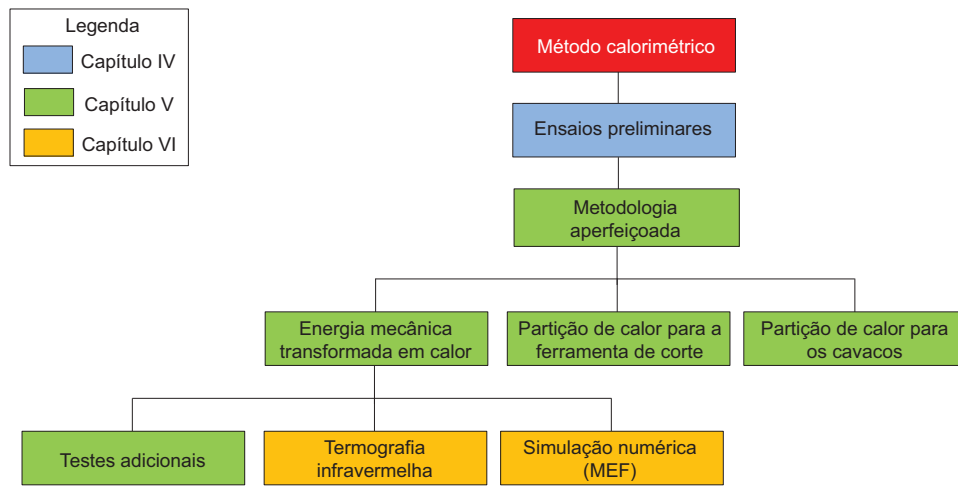 Legenda
Capítulo IV
Capítulo V
Capítulo VI
Método calorimétrico
Ensaios preliminares
Metodologia
aperfeiçoada
Energia mecânica
transformada em calor
Partição de calor para a
ferramenta de corte
Partição de calor para
os cavacos
Testes adicionais
Termografia
infravermelha
Simulação numérica
(MEF)